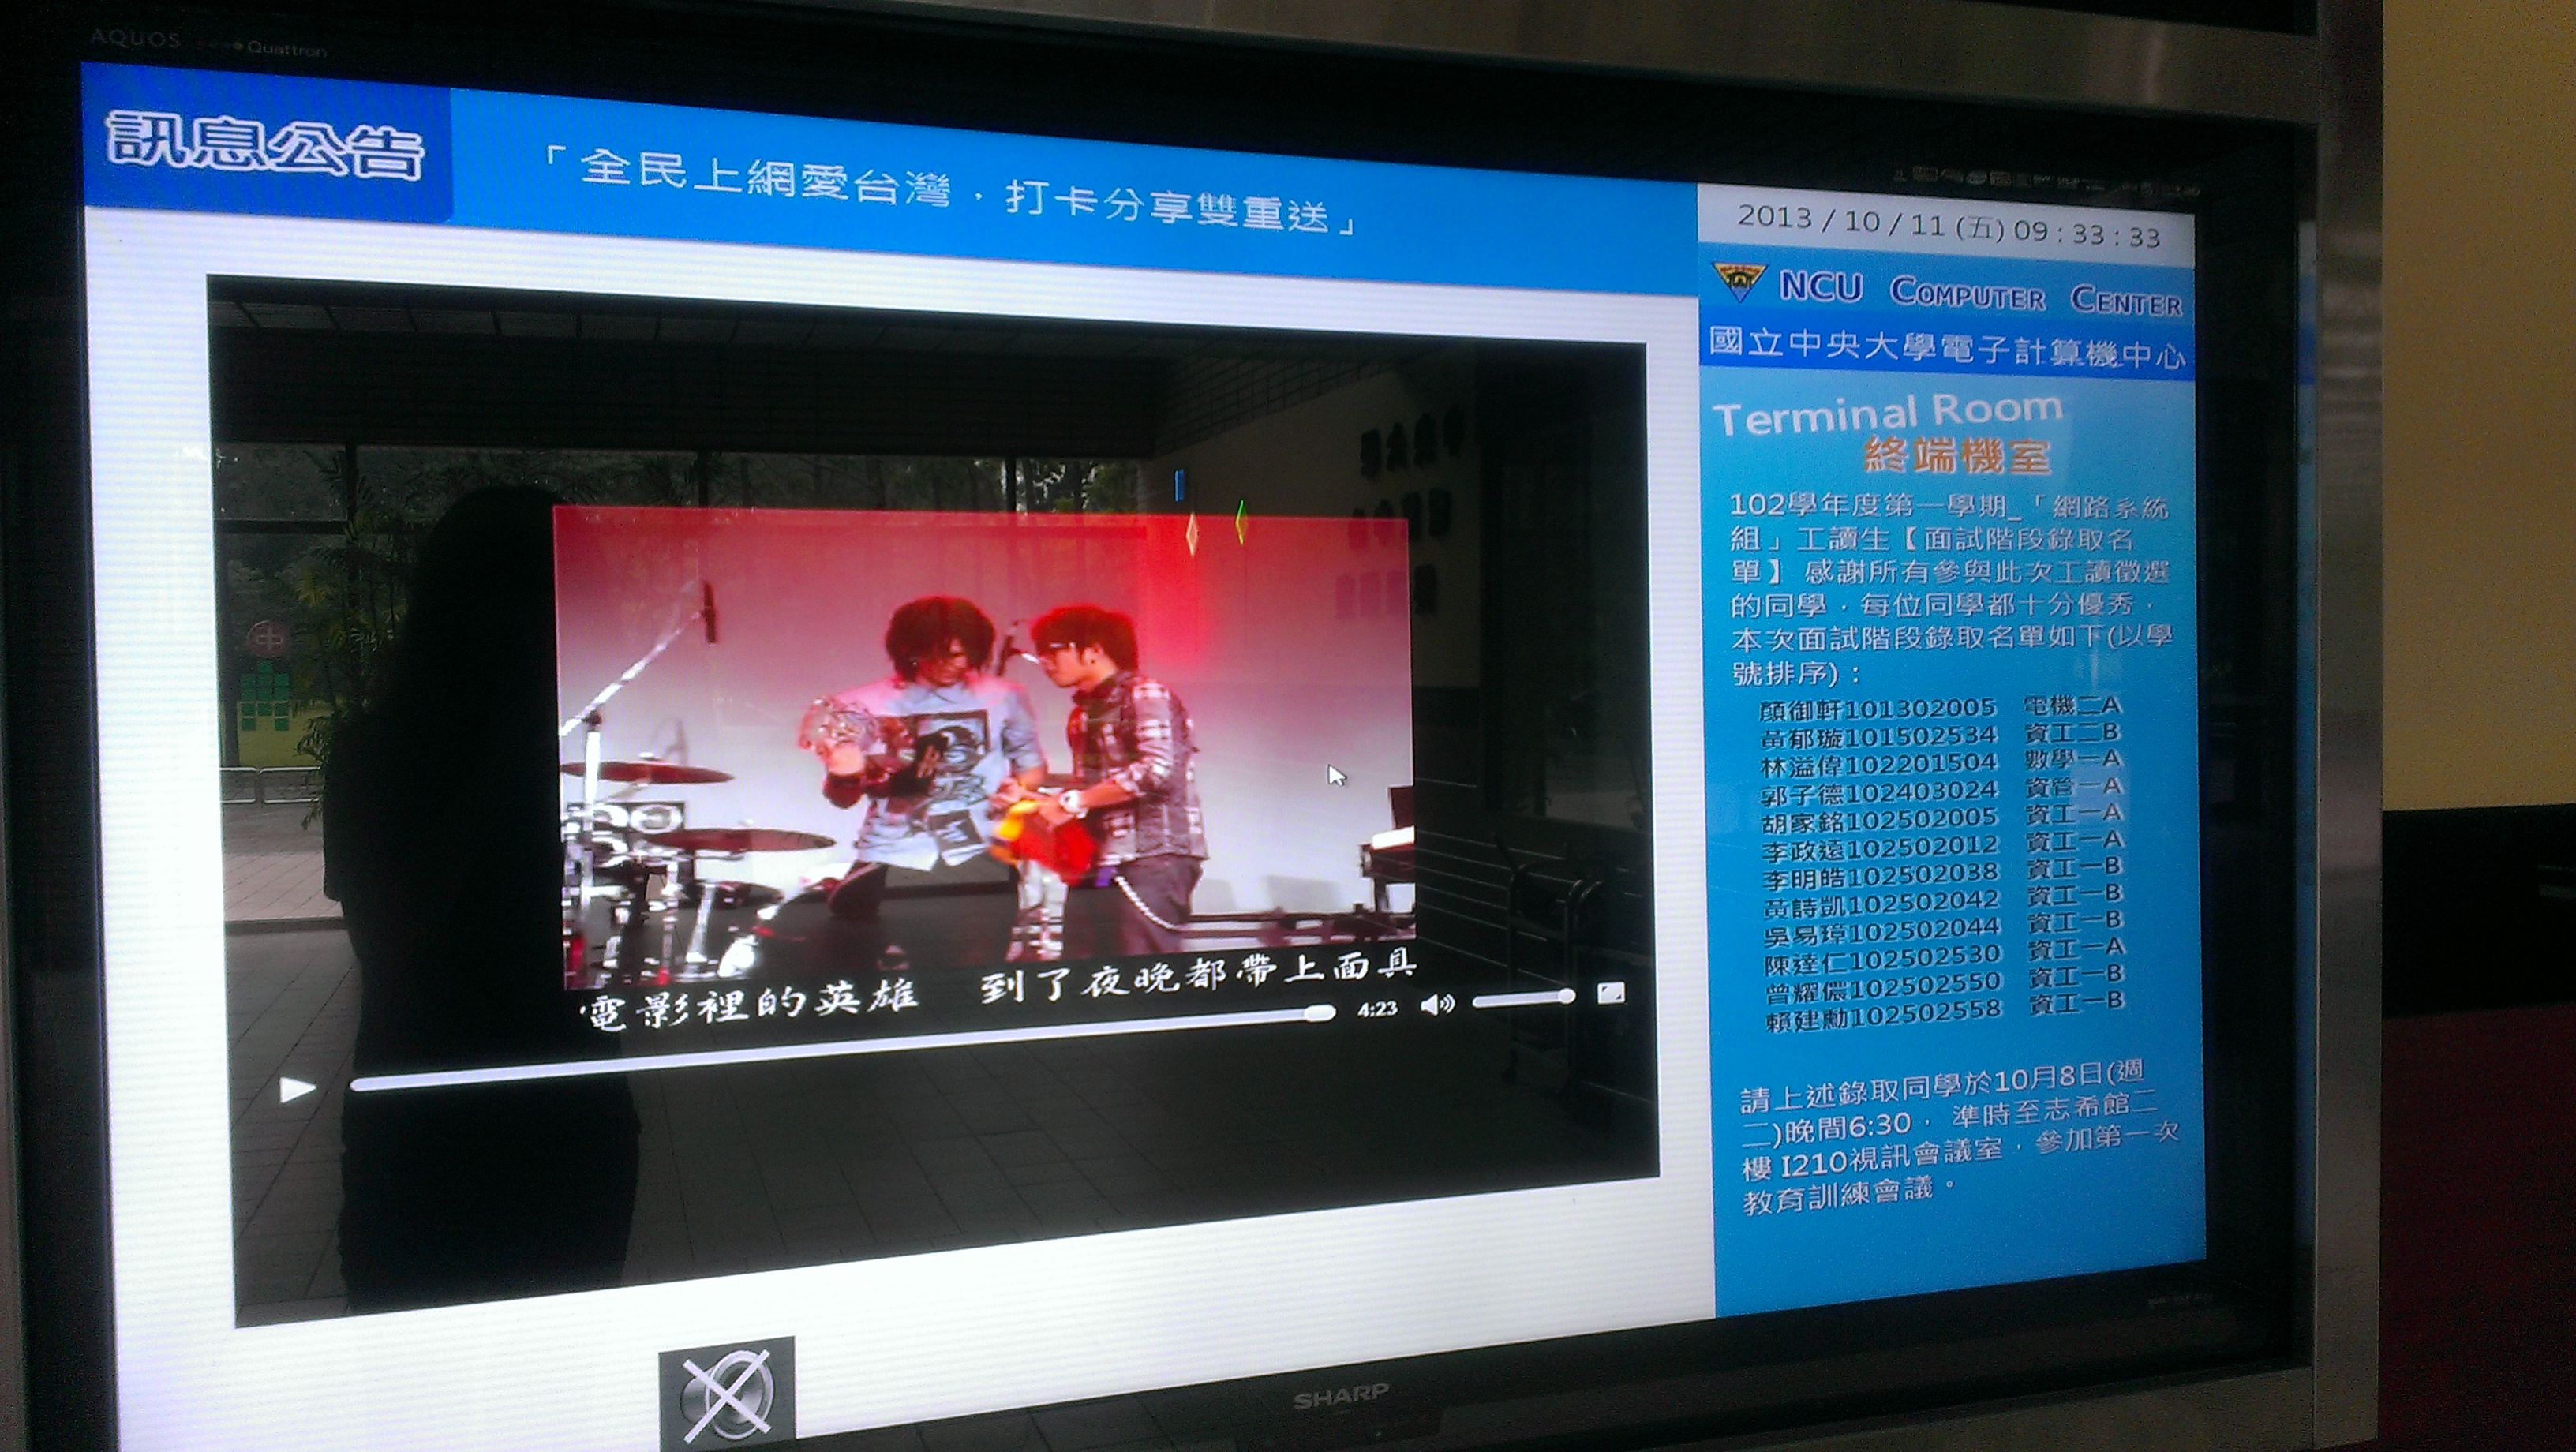 AQUOS Quattron
訊息公告
「全民上網愛台灣，打卡分享雙重送」
2013 / 10 / 11 (五) 09 : 33 : 33
NCU COMPUTER CENTER
國立中央大學電子計算機中心
Terminal Room
終端機室
102學年度第一學期_「網路系統
組」工讀生【面試階段錄取名
單】 感謝所有參與此次工讀徵選
的同學，每位同學都十分優秀，
本次面試階段錄取名單如下(以學
號排序)：
顏御軒101302005 電機二A
黃郁璇101502534 資工二B
林溢偉102201504 數學一A
郭子德102403024 資管一A
胡家銘102502005 資工一A
李政遠102502012 資工一A
李明皓102502038 資工一B
黃詩凱102502042 資工一B
吳易璋102502044 資工一B
陳達仁102502530 資工一A
曾耀儂102502550 資工一B
賴建勳102502558 資工一B
請上述錄取同學於10月8日(週
二)晚間6:30， 準時至志希館二
樓 I210視訊會議室，參加第一次
教育訓練會議。
電影裡的英雄 到了夜晚都帶上面具
4:23
SHARP